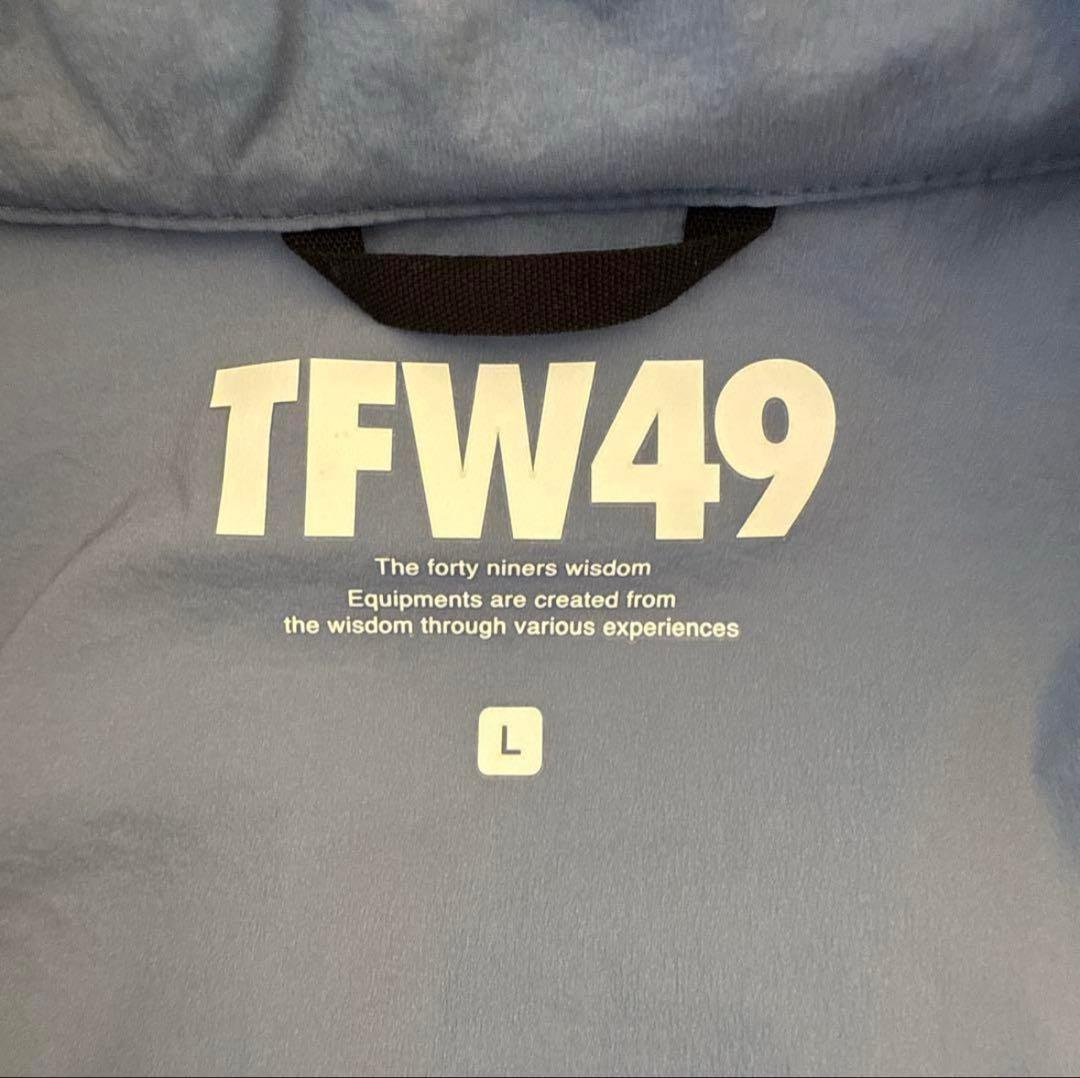 TFW49
The forty niners wisdom
Equipments are created from
the wisdom through various experiences
L